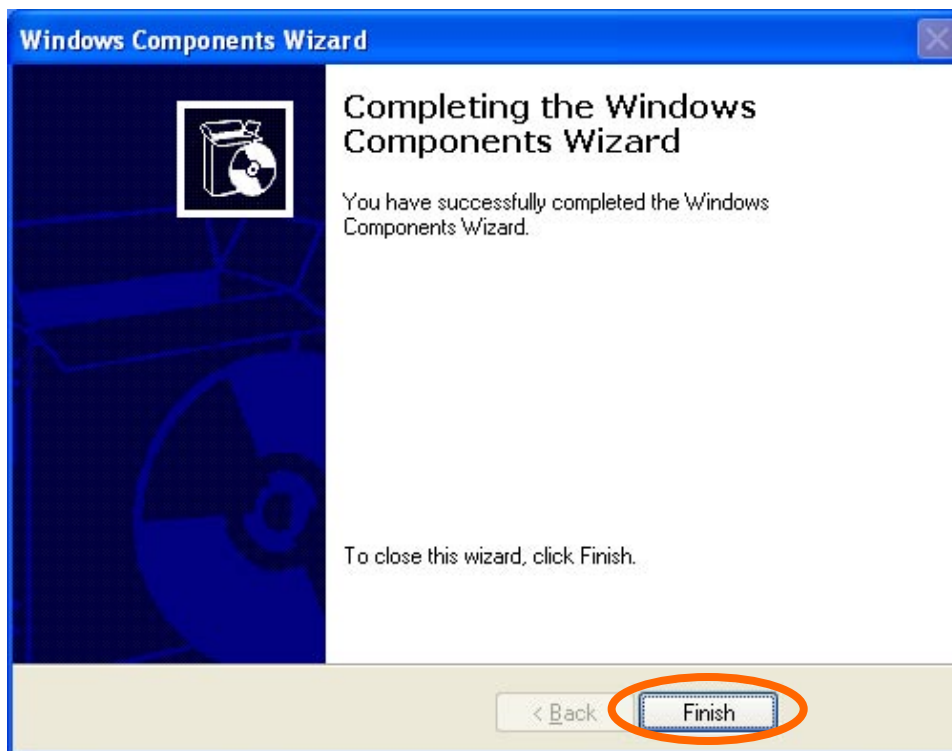 Windows Components Wizard
Completing the Windows
Components Wizard
You have successfully completed the Windows
Components Wizard.
To close this wizard, click Finish.
< Back
Finish